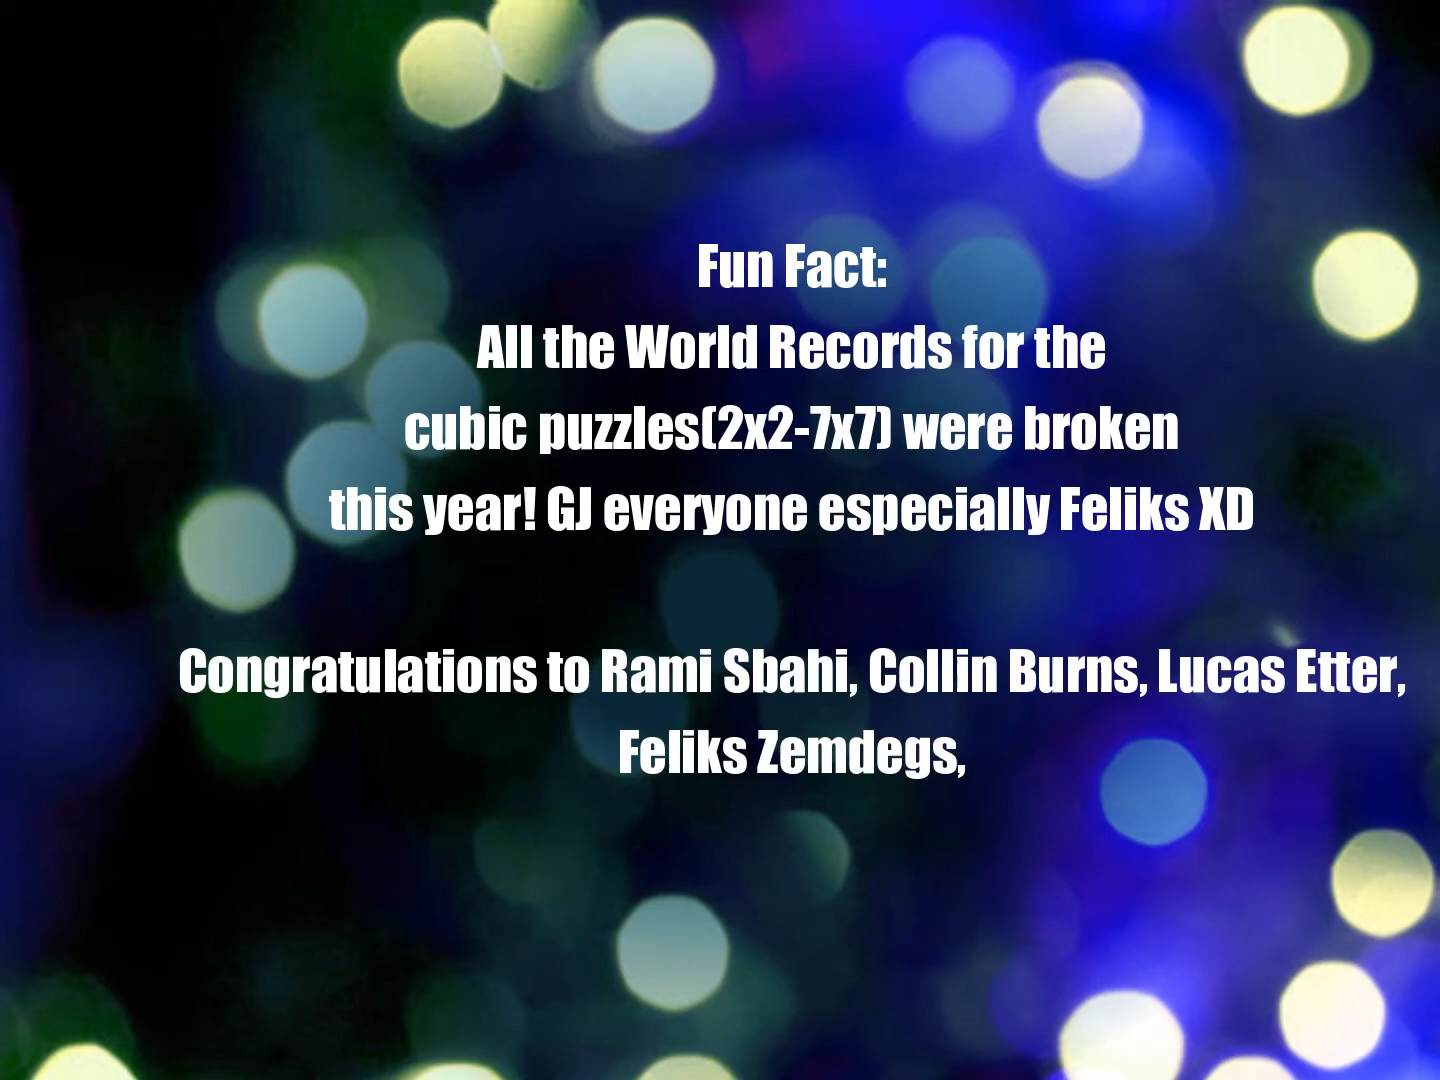 Fun Fact:
All the World Records for the
cubic puzzles(2x2-7x7) were broken
this year! GJ everyone especially Feliks XD
Congratulations to Rami Sbahi, Collin Burns, Lucas Etter,
Feliks Zemdegs,